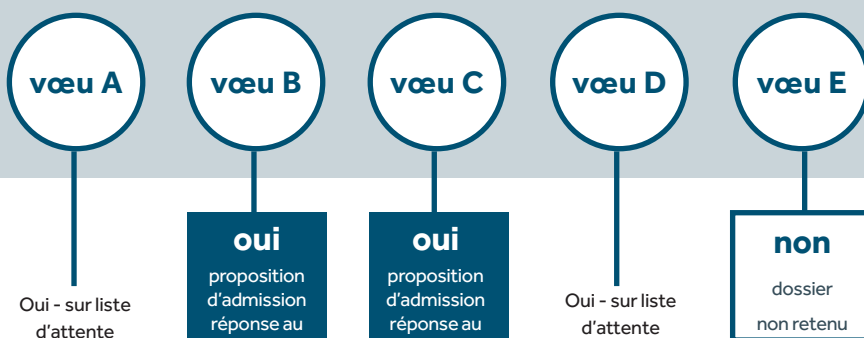 vœu A
vœu B
vœu C
vœu D
vœu E
Oui - sur liste
d'attente
oui
proposition
d'admission
réponse au
oui
proposition
d'admission
réponse au
Oui - sur liste
d'attente
non
dossier
non retenu